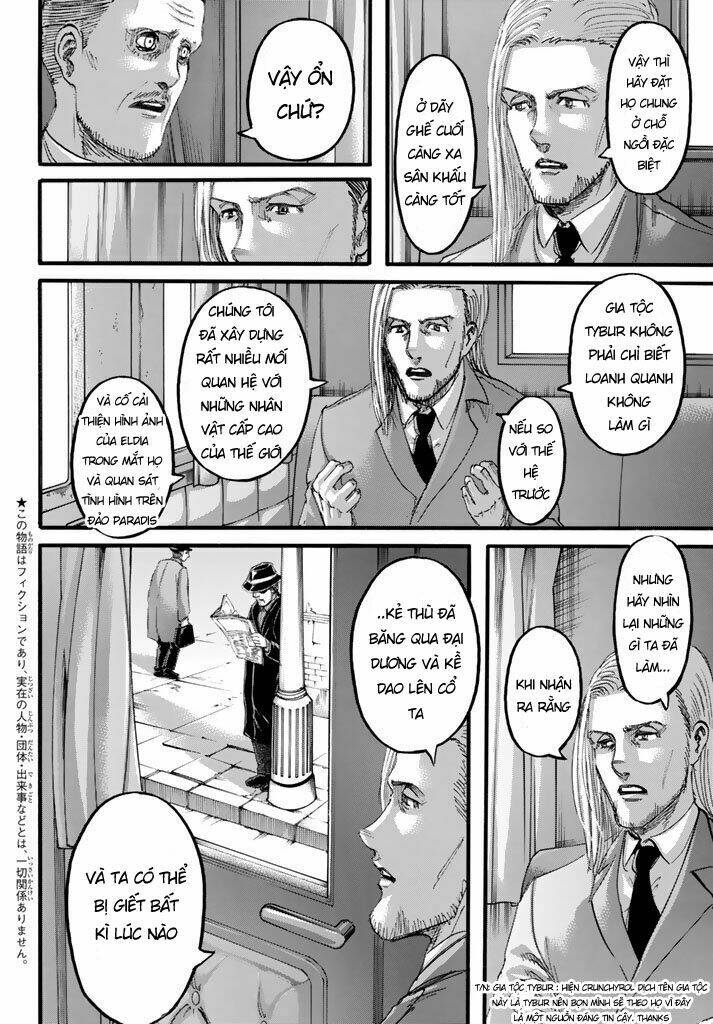 VẬY THÌ
HÃY ĐẶT
HỌ CHUNG
Ở CHỖ
NGỒI ĐẶC
BIỆT
Ở DÃY
GHẾ CUỐI
CÀNG XA
SÂN KHẤU
CÀNG TỐT
VẬY ỔN
CHỨ?
GIA TỘC
TYBUR KHÔNG
PHẢI CHỈ BIẾT
LOANH QUANH
KHÔNG
LÀM GÌ
NẾU SO
VỚI THẾ
HỆ
TRƯỚC
CHÚNG TÔI
ĐÃ XÂY DỰNG
RẤT NHIỀU MỐI
QUAN HỆ VỚI
NHỮNG NHÂN
VẬT CẤP CAO
CỦA THẾ GIỚI
VÀ CỐ CẢI
THIỆN HÌNH ẢNH
CỦA ELDIA
TRONG MẮT HỌ
VÀ QUAN SÁT
TÌNH HÌNH TRÊN
ĐẢO PARADIS
NHƯNG
HÃY NHÌN
LẠI NHỮNG
GÌ TA ĐÃ
LÀM...
KHI NHẬN
RA RẰNG
..KẺ THÙ ĐÃ
BĂNG QUA ĐẠI
DƯƠNG VÀ KỀ
DAO LÊN CỔ
TA
VÀ TA CÓ THỂ
BỊ GIẾT BẤT
KÌ LÚC NÀO
★この物語はフィクションであり、実在の人物・団体・出来事などとは、一切関係ありません。
T/N: GIA TỘC TYBUR : HIỆN CRUNCHYROL DỊCH TÊN GIA TỘC
NÀY LÀ TYBUR NÊN BỌN MÌNH SẼ THEO HỌ VÌ ĐÂY
LÀ MỘT NGUỒN ĐÁNG TIN CẬY. THANKS